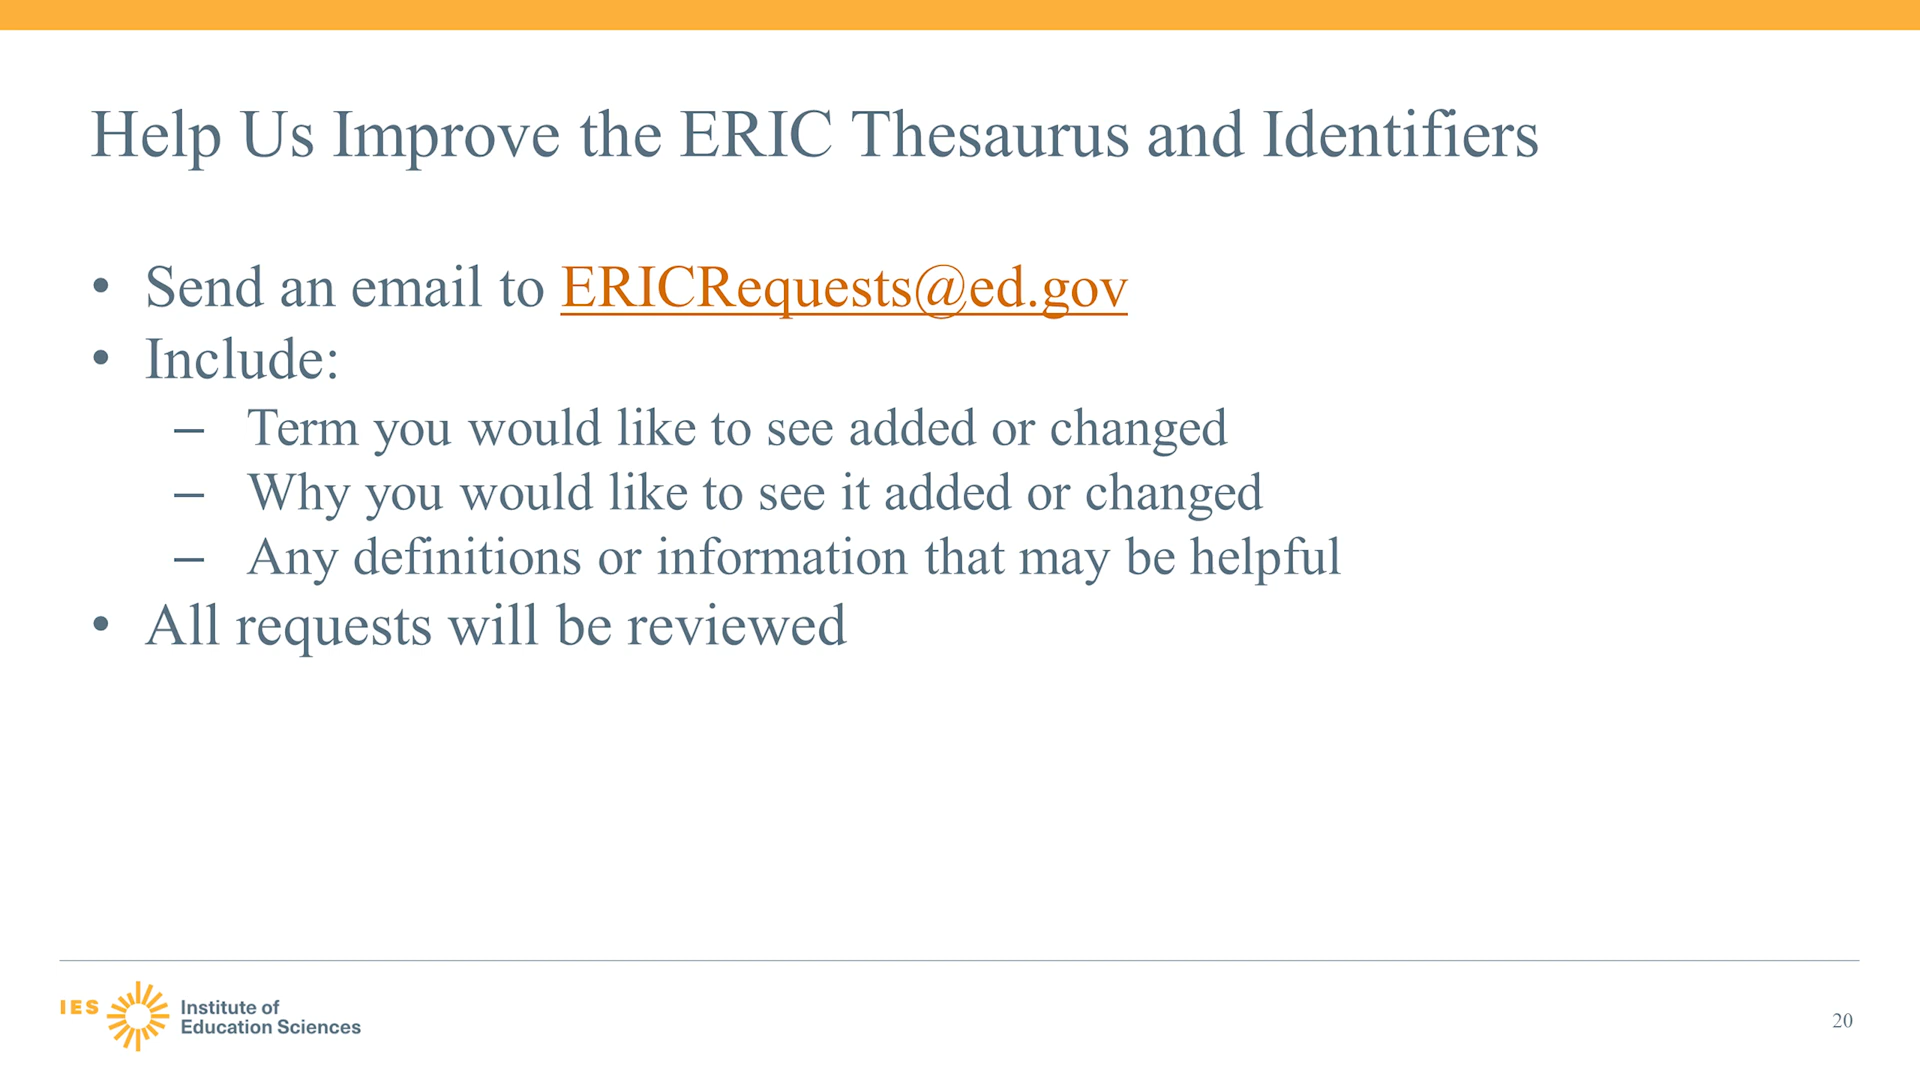 Help Us Improve the ERIC Thesaurus and Identifiers
• Send an email to ERICRequests@ed.gov
• Include:
– Term you would like to see added or changed
– Why you would like to see it added or changed
– Any definitions or information that may be helpful
• All requests will be reviewed
IES
Institute of
Education Sciences
20